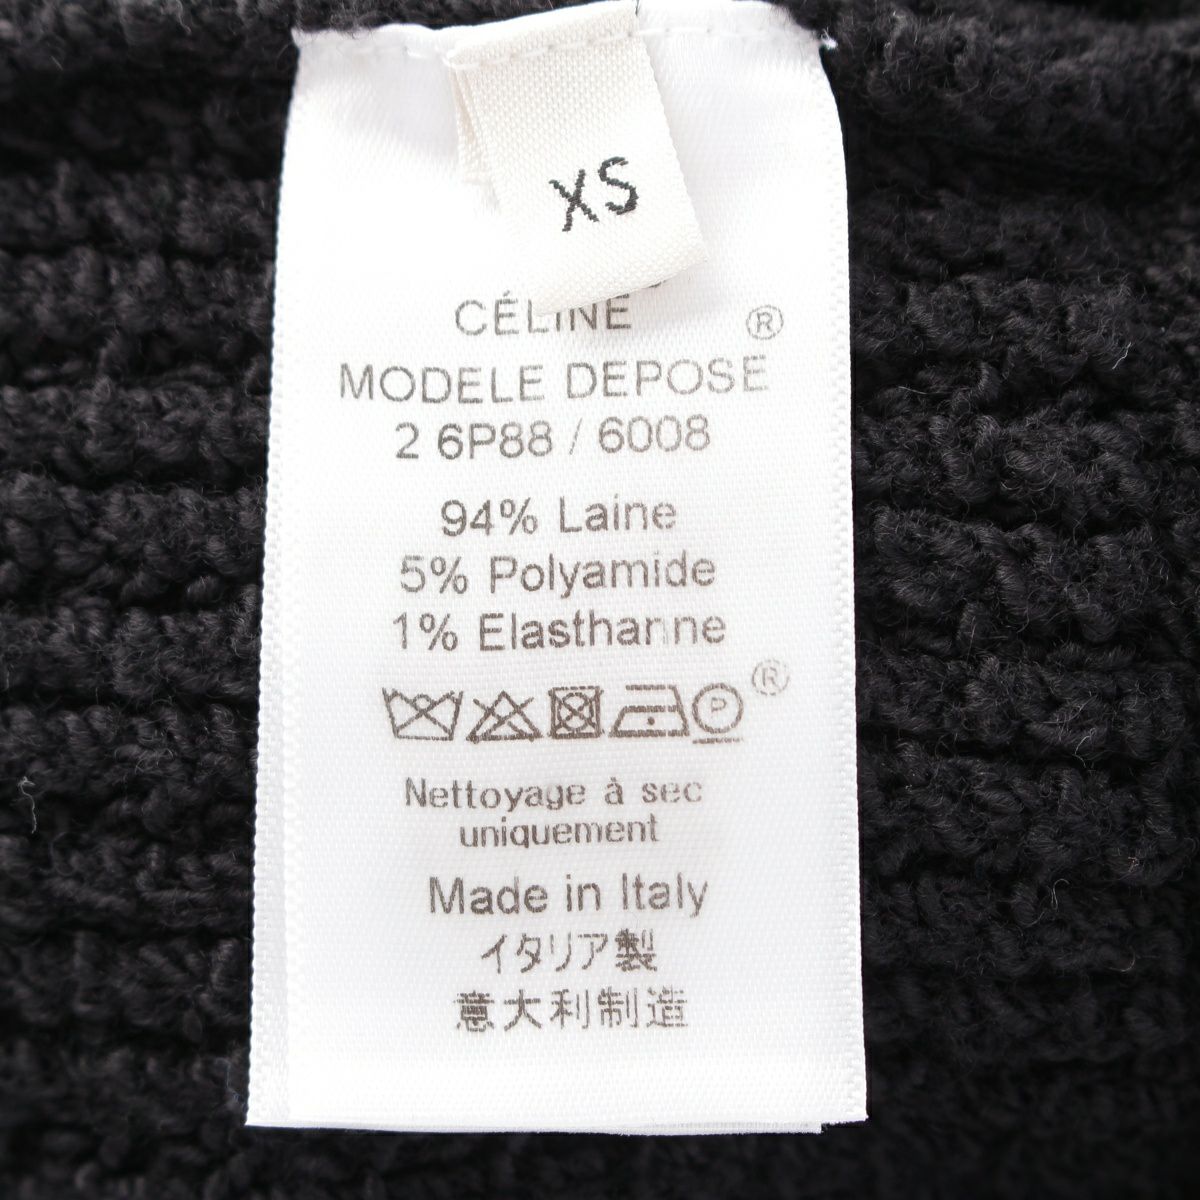 XS
CÉLINE
®
MODELE DEPOSE
2 6P88 / 6008
94% Laine
5% Polyamide
1% Elasthanne
®
P
Nettoyage à sec
uniquement
Made in Italy
イタリア製
意大利制造